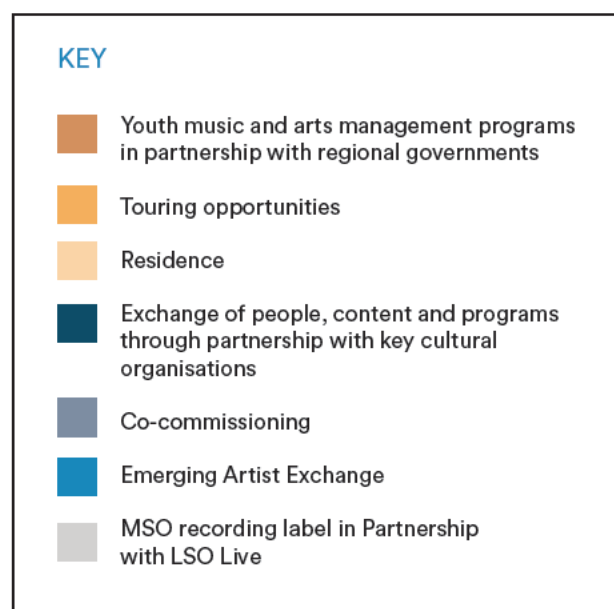 KEY
Youth music and arts management programs
in partnership with regional governments
Touring opportunities
Residence
Exchange of people, content and programs
through partnership with key cultural
organisations
Co-commissioning
Emerging Artist Exchange
MSO recording label in Partnership
with LSO Live